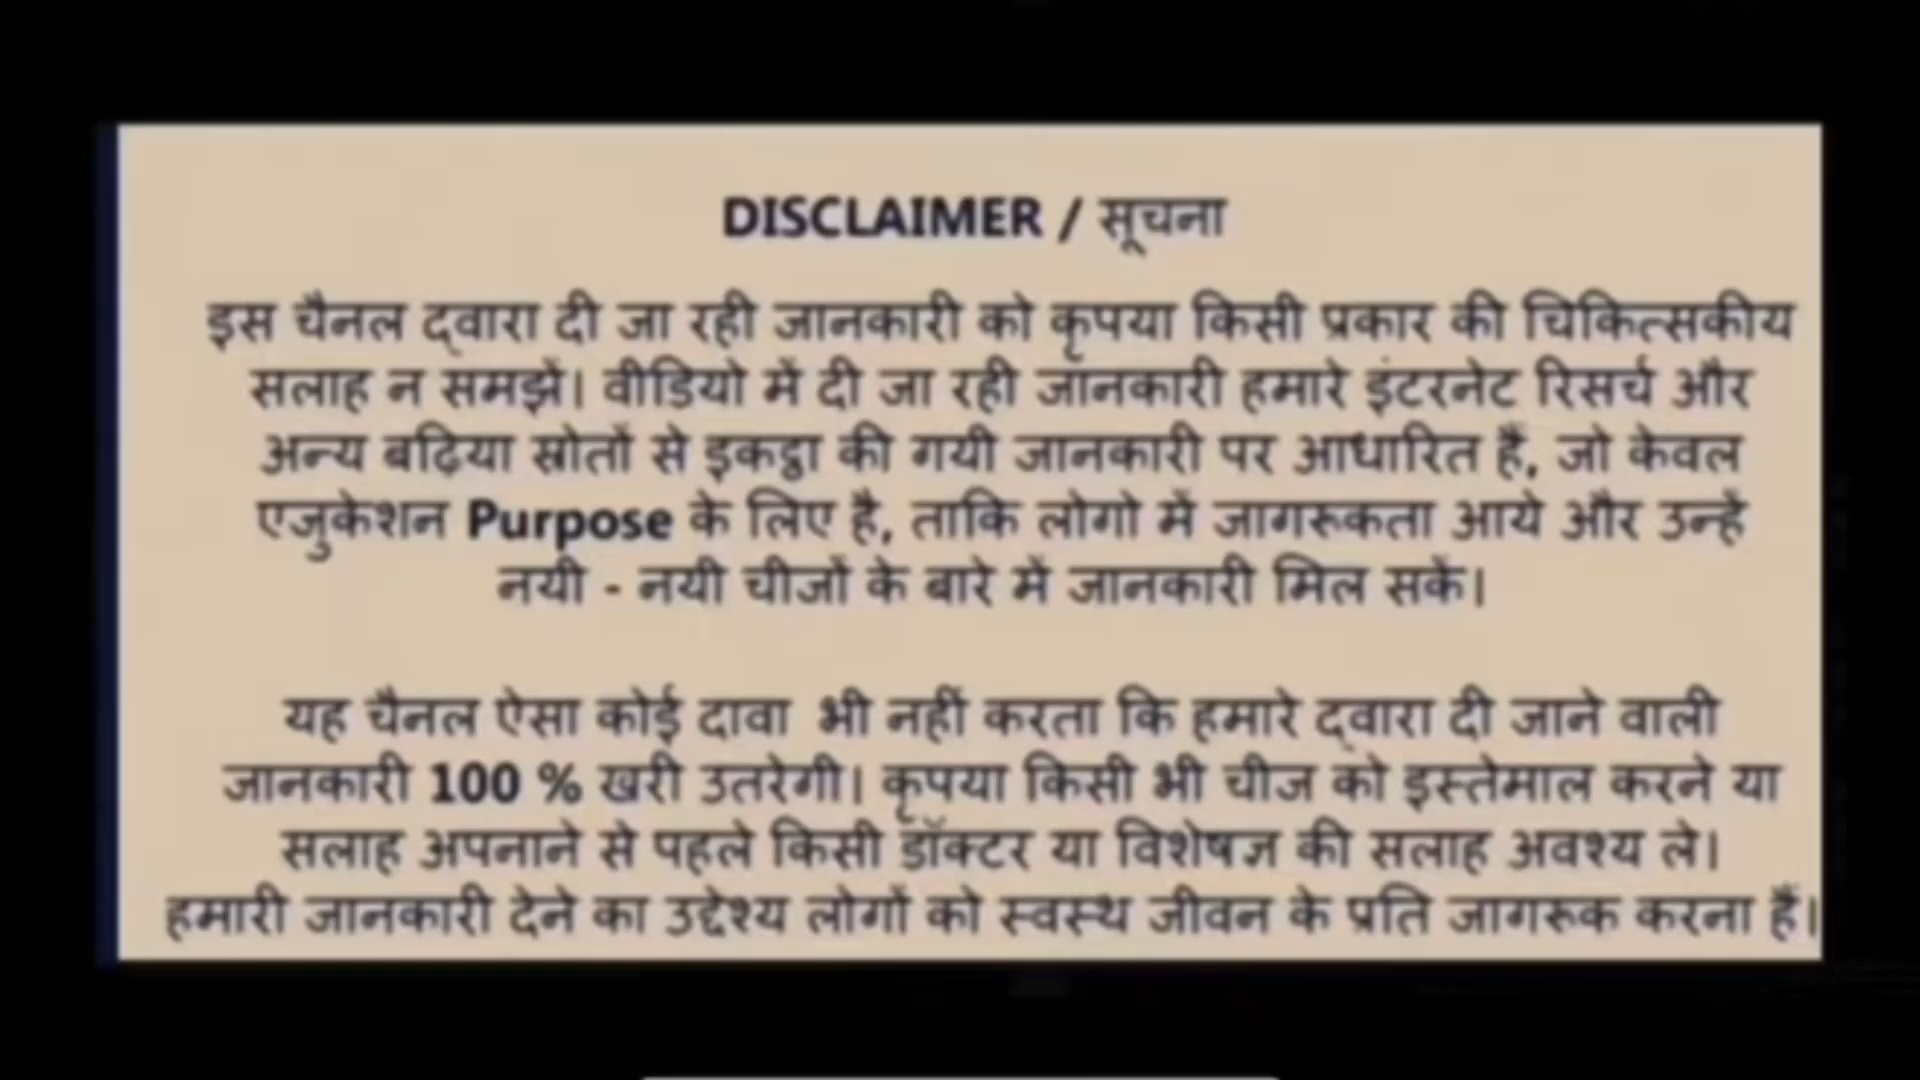 DISCLAIMER / सूचना
इस चैनल द्वारा दी जा रही जानकारी को कृपया किसी प्रकार की चिकित्सकीय
सलाह न समझें। वीडियो में दी जा रही जानकारी हमारे इंटरनेट रिसर्च और
अन्य बढ़िया स्रोतों से इकट्ठा की गयी जानकारी पर आधारित हैं, जो केवल
एजुकेशन Purpose के लिए है, ताकि लोगो में जागरूकता आये और उन्हें
नयी - नयी चीजों के बारे में जानकारी मिल सकें।
यह चैनल ऐसा कोई दावा भी नहीं करता कि हमारे द्वारा दी जाने वाली
जानकारी 100 % खरी उतरेगी। कृपया किसी भी चीज को इस्तेमाल करने या
सलाह अपनाने से पहले किसी डॉक्टर या विशेषज्ञ की सलाह अवश्य ले।
हमारी जानकारी देने का उद्देश्य लोगों को स्वस्थ जीवन के प्रति जागरूक करना हैं।